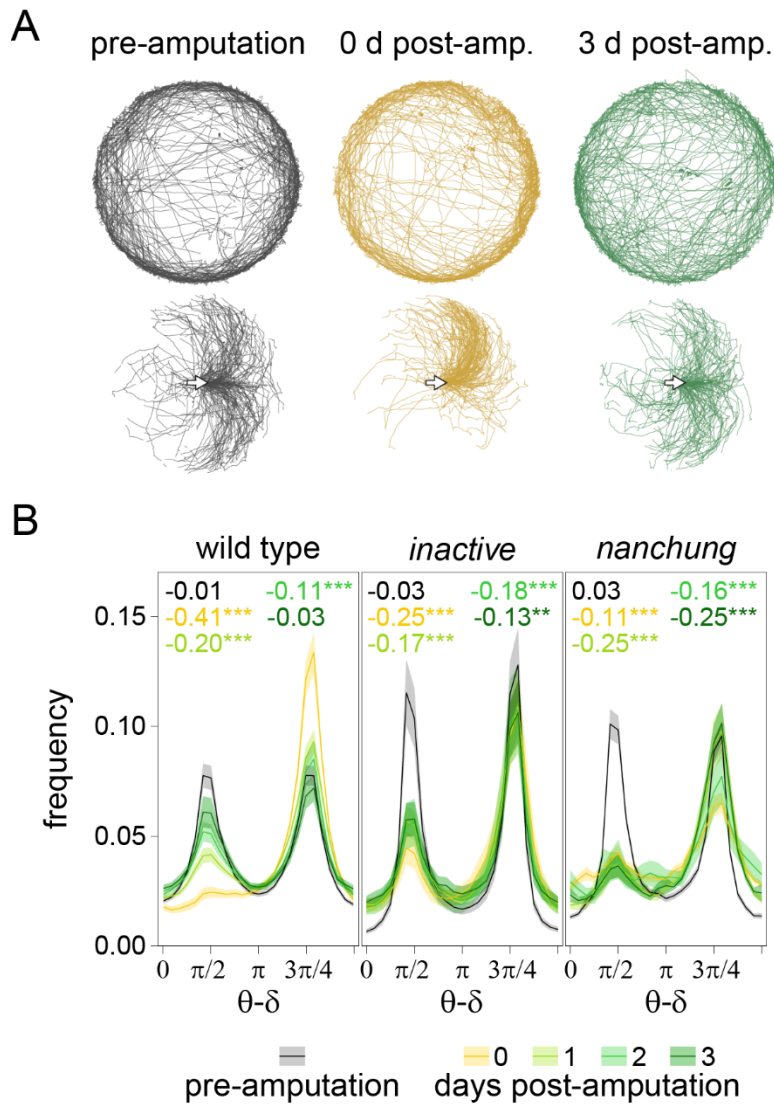 A
pre-amputation 0 d post-amp. 3 d post-amp.
B
wild type inactive nanchung
-0.01 -0.11*** -0.03 -0.18*** 0.03 -0.16***
-0.41*** -0.03 -0.25*** -0.13** -0.11*** -0.25***
-0.20*** -0.17*** -0.25***
0.15
0.10
0.05
0.00
frequency
0 π/2 π 3π/4 0 π/2 π 3π/4 0 π/2 π 3π/4
θ-δ θ-δ θ-δ
0 1 2 3
pre-amputation days post-amputation